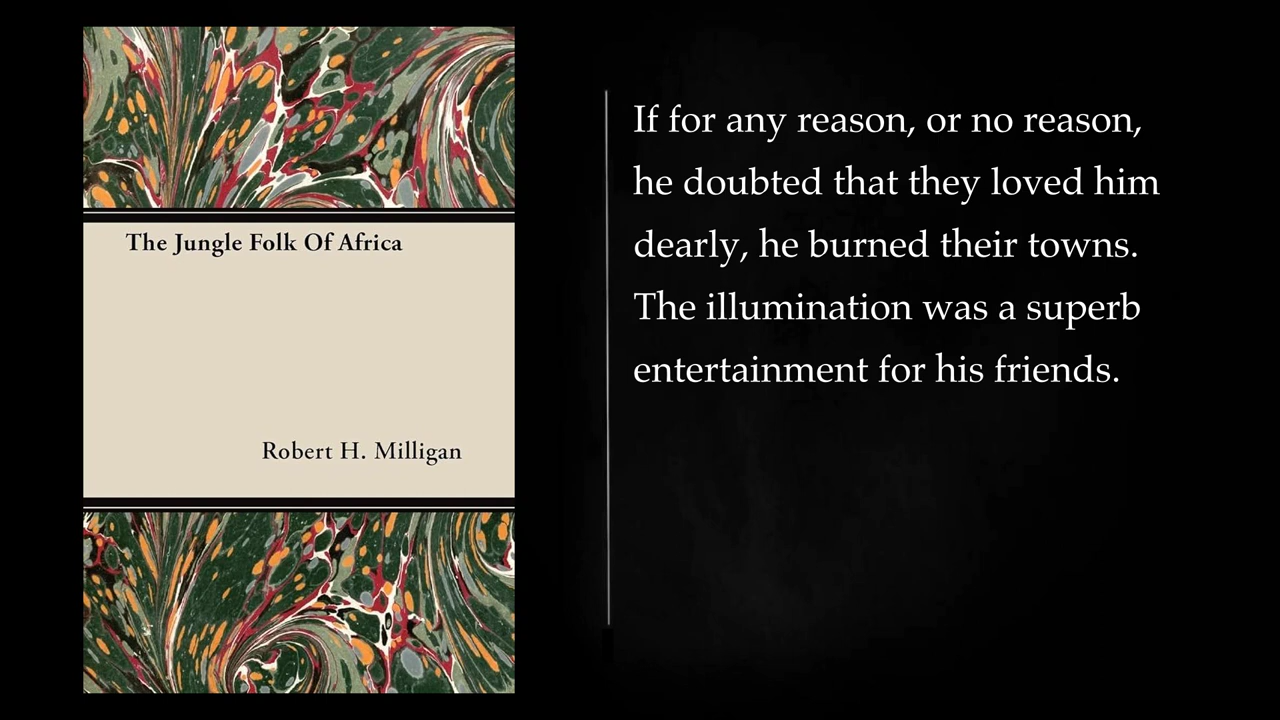 The Jungle Folk Of Africa
Robert H. Milligan
If for any reason, or no reason,
he doubted that they loved him
dearly, he burned their towns.
The illumination was a superb
entertainment for his friends.